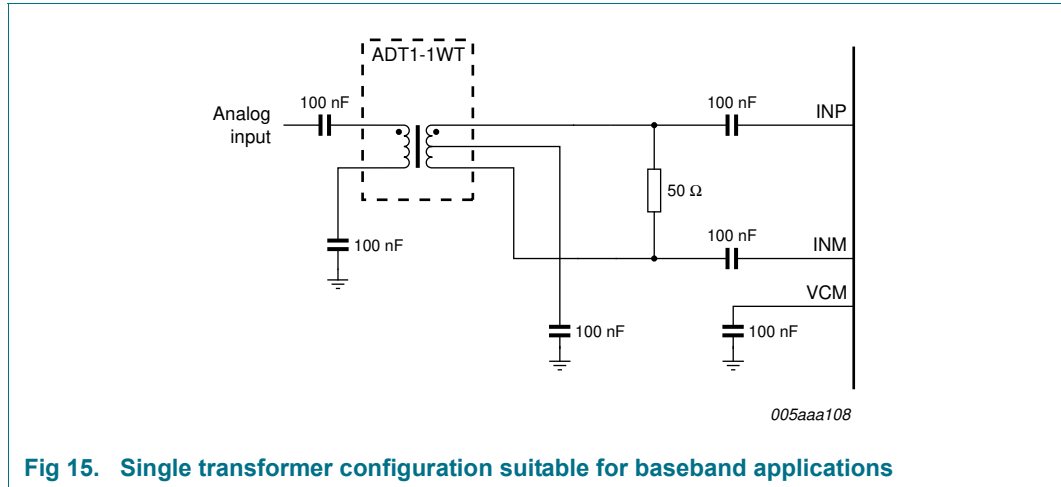 ADT1-1WT
Analog
input
100 nF
100 nF
INP
50 Ω
100 nF
INM
100 nF
VCM
100 nF
100 nF
005aaa108
Fig 15. Single transformer configuration suitable for baseband applications